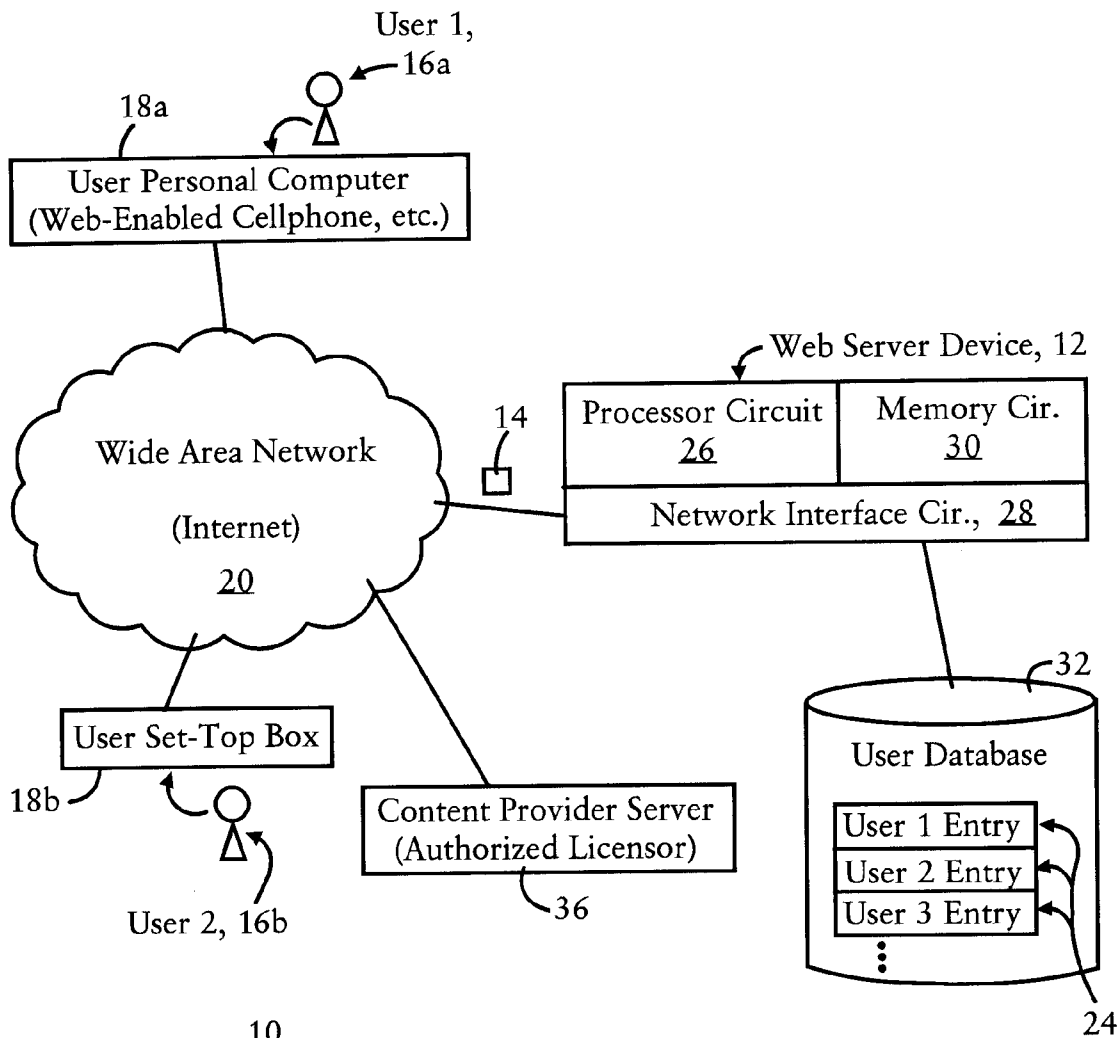 User 1,
16a
18a
User Personal Computer
(Web-Enabled Cellphone, etc.)
Web Server Device, 12
Processor Circuit
26
Memory Cir.
30
14
Network Interface Cir., 28
Wide Area Network
(Internet)
20
32
User Database
User 1 Entry
User 2 Entry
User 3 Entry
24
User Set-Top Box
18b
User 2, 16b
Content Provider Server
(Authorized Licensor)
36
10